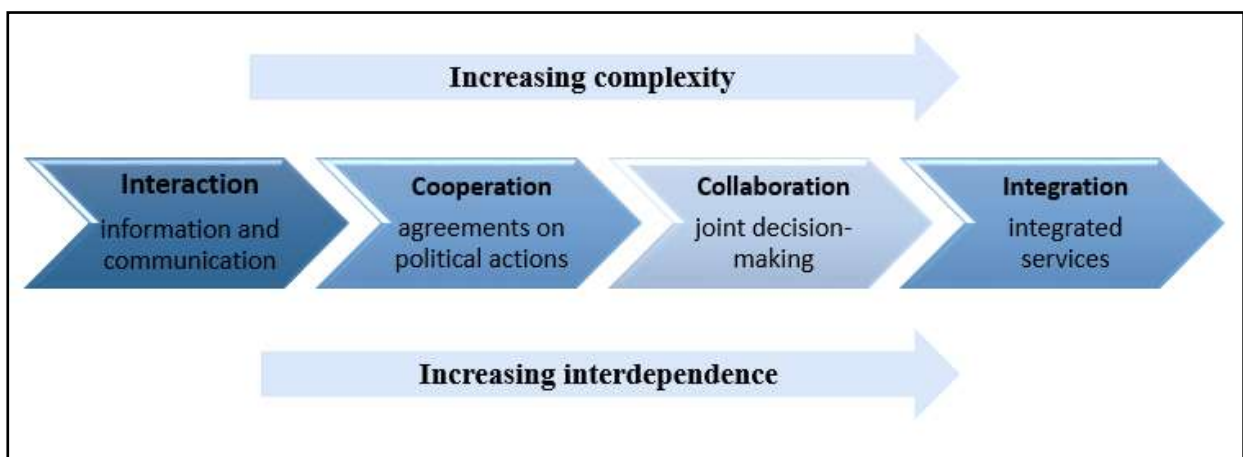 Increasing complexity
Interaction
information and
communication
Cooperation
agreements on
political actions
Collaboration
joint decision-
making
Integration
integrated
services
Increasing interdependence